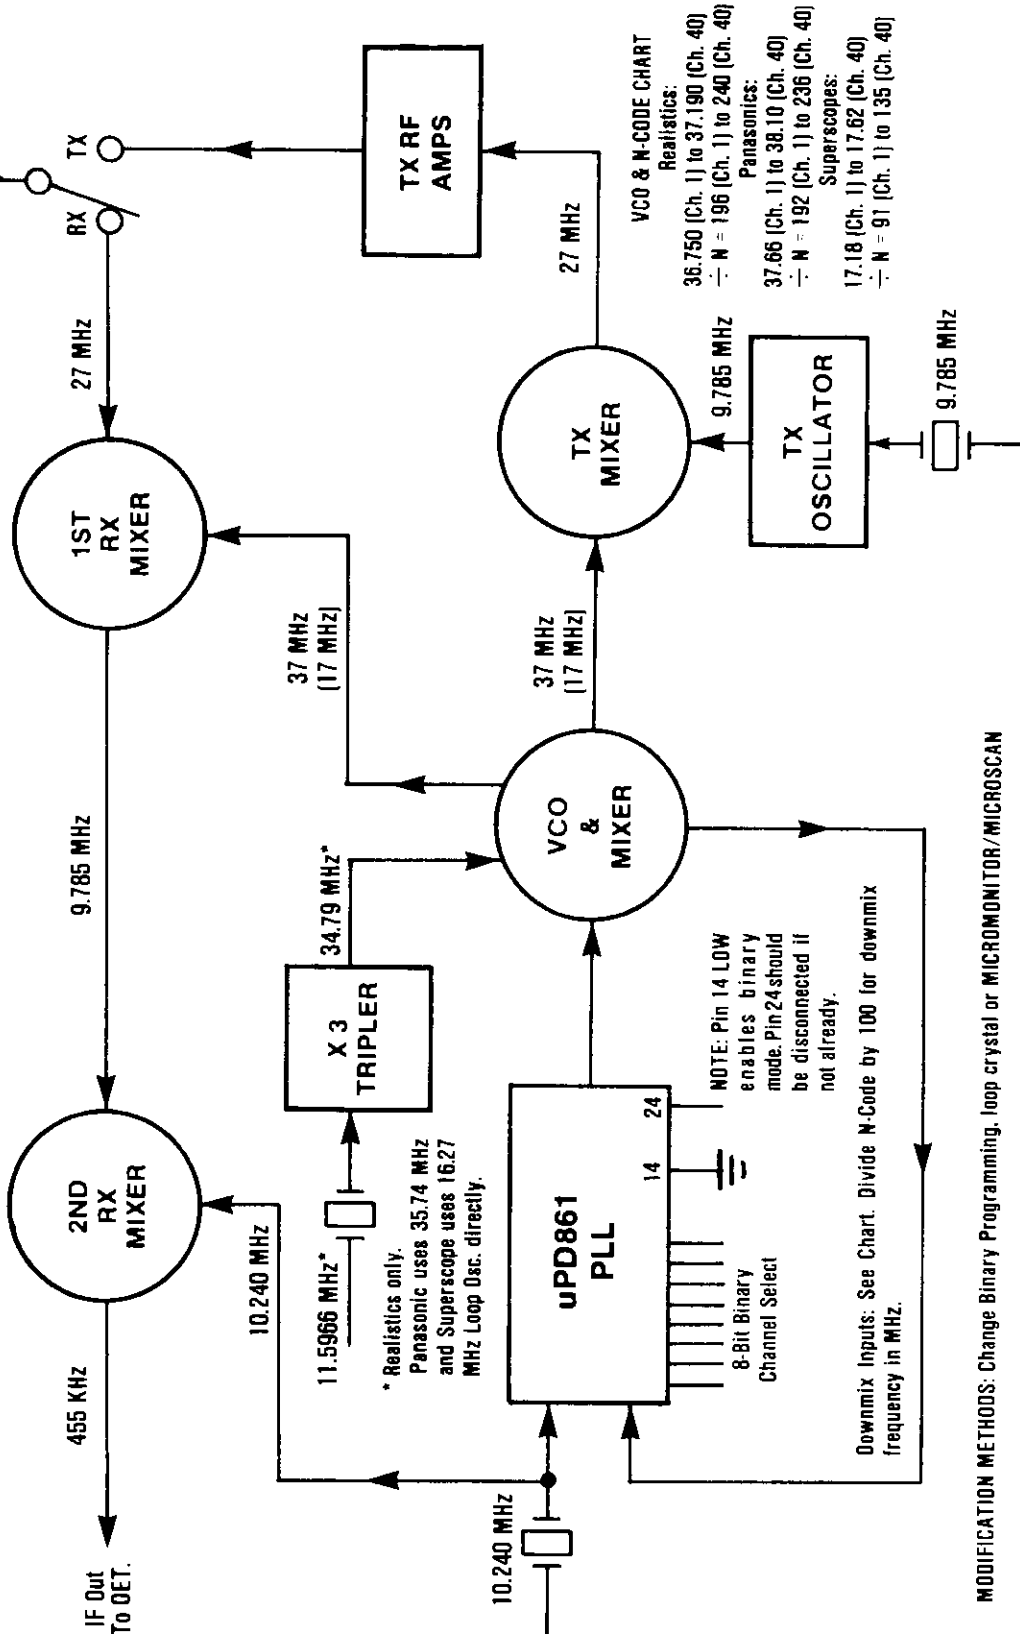 IF Out
To DET.
455 KHz
2ND
RX
MIXER
9.785 MHz
1ST
RX
MIXER
27 MHz
RX
TX
10.240 MHz
11.5966 MHz*
X 3
TRIPLER
34.79 MHz*
37 MHz
(17 MHz)
TX RF
AMPS
* Realistics only.
Panasonic uses 35.74 MHz
and Superscope uses 16.27
MHz Loop Osc. directly.
10.240 MHz
uPD861
PLL
14
24
8-Bit Binary
Channel Select
VCO
&
MIXER
37 MHz
(17 MHz)
TX
MIXER
27 MHz
NOTE: Pin 14 LOW
enables binary
mode. Pin 24 should
be disconnected if
not already.
9.785 MHz
TX
OSCILLATOR
9.785 MHz
VCO & N-CODE CHART
Realistics:
36.750 (Ch. 1) to 37.190 (Ch. 40)
÷ N = 196 (Ch. 1) to 240 (Ch. 40)
Panasonics:
37.66 (Ch. 1) to 38.10 (Ch. 40)
÷ N = 192 (Ch. 1) to 236 (Ch. 40)
Superscopes:
17.18 (Ch. 1) to 17.62 (Ch. 40)
÷ N = 91 (Ch. 1) to 135 (Ch. 40)
Downmix Inputs: See Chart. Divide N-Code by 100 for downmix
frequency in MHz.
MODIFICATION METHODS: Change Binary Programming, loop crystal or MICROMONITOR/MICROSCAN